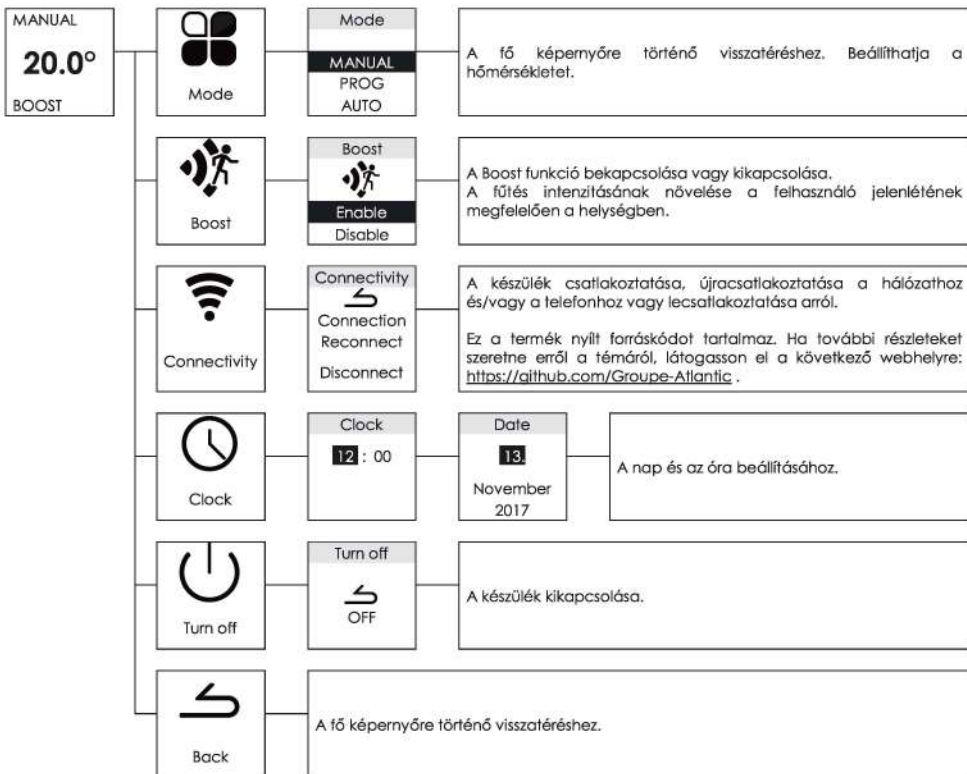 MANUAL
20.0°
BOOST
Mode
Mode
MANUAL
PROG
AUTO
A fő képernyőre történő visszatéréshez. Beállíthatja a
hőmérsékletet.
Boost
Boost
Enable
Disable
A Boost funkció bekapcsolása vagy kikapcsolása.
A fűtés intenzitásának növelése a felhasználó jelenlétének
megfelelően a helységben.
Connectivity
Connectivity
Connection
Reconnect
Disconnect
A készülék csatlakoztatása, újracsatlakoztatása a hálózathoz
és/vagy a telefonhoz vagy lecsatlakoztatása arról.
Ez a termék nyílt forráskódot tartalmaz. Ha további részleteket
szeretne erről a témáról, látogasson el a következő webhelyre:
https://github.com/Groupe-Atlantic .
Clock
Clock
12 : 00
Date
13.
November
2017
A nap és az óra beállításához.
Turn off
Turn off
OFF
A készülék kikapcsolása.
Back
A fő képernyőre történő visszatéréshez.